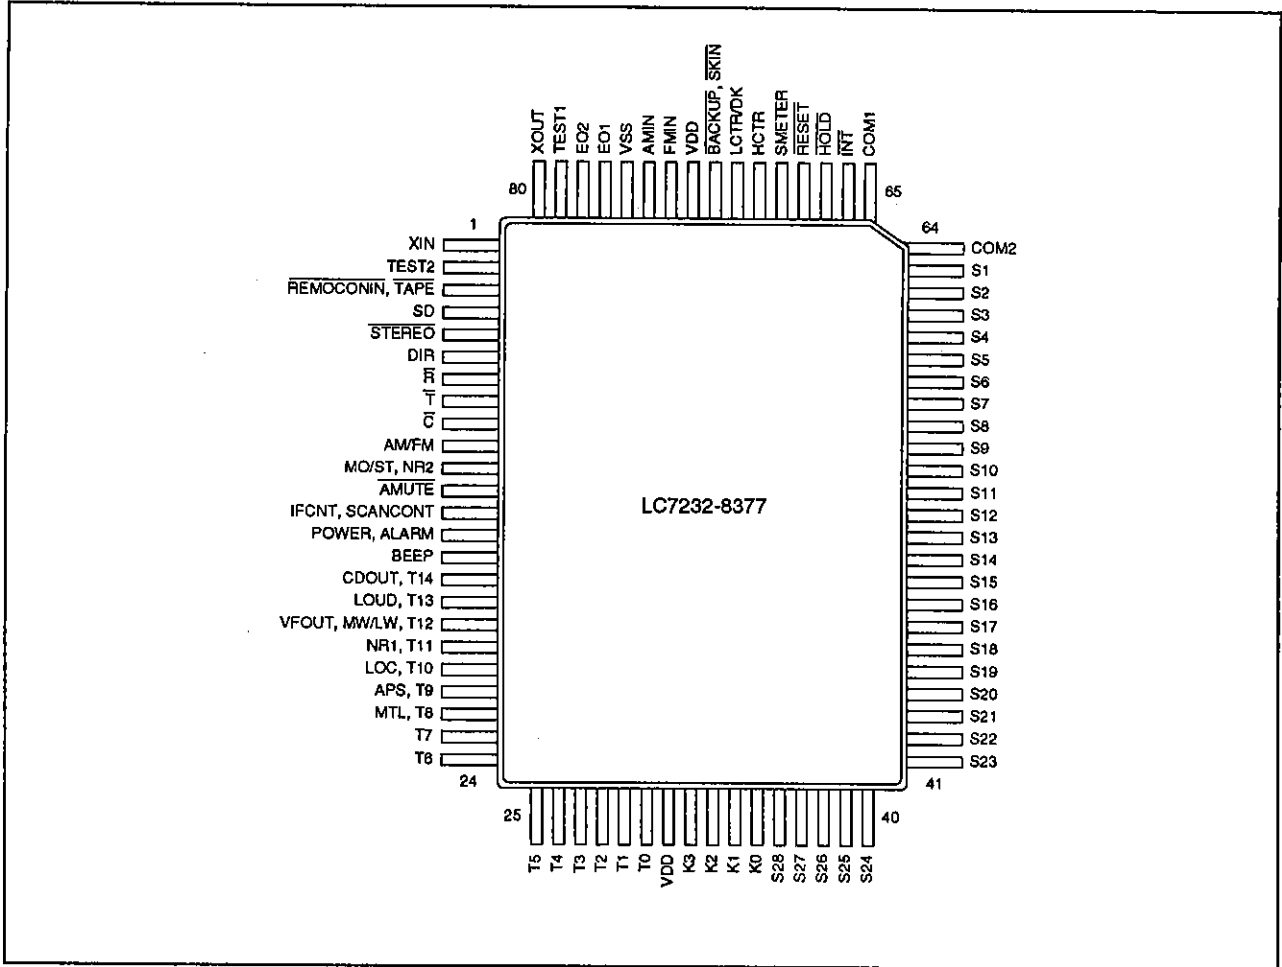 XOUT
TEST1
EO2
EO1
VSS
AMIN
FMIN
VDD
BACKUP, SKIN
LCTR/DK
HCTR
SMETER
RESET
HOLD
INT
COM1
80
65
1
64
XIN
TEST2
REMOCONIN, TAPE
SD
STEREO
DIR
R
T
C
AM/FM
MO/ST, NR2
AMUTE
IFCNT, SCANCONT
POWER, ALARM
BEEP
CDOUT, T14
LOUD, T13
VFOUT, MW/LW, T12
NR1, T11
LOC, T10
APS, T9
MTL, T8
T7
T6
LC7232-8377
COM2
S1
S2
S3
S4
S5
S6
S7
S8
S9
S10
S11
S12
S13
S14
S15
S16
S17
S18
S19
S20
S21
S22
S23
24
41
25
40
T5
T4
T3
T2
T1
T0
VDD
K3
K2
K1
K0
S28
S27
S26
S25
S24